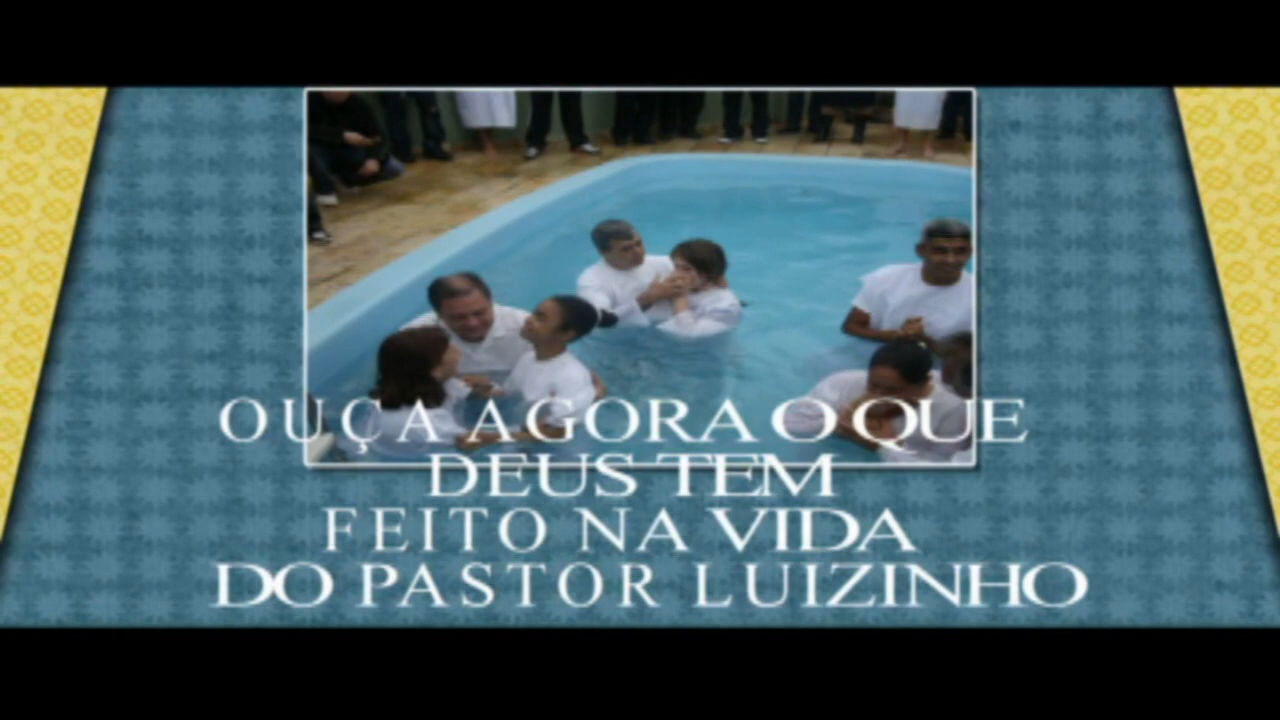 OUÇA AGORA O QUE
DEUS TEM
FEITO NA VIDA
DO PASTOR LUIZINHO